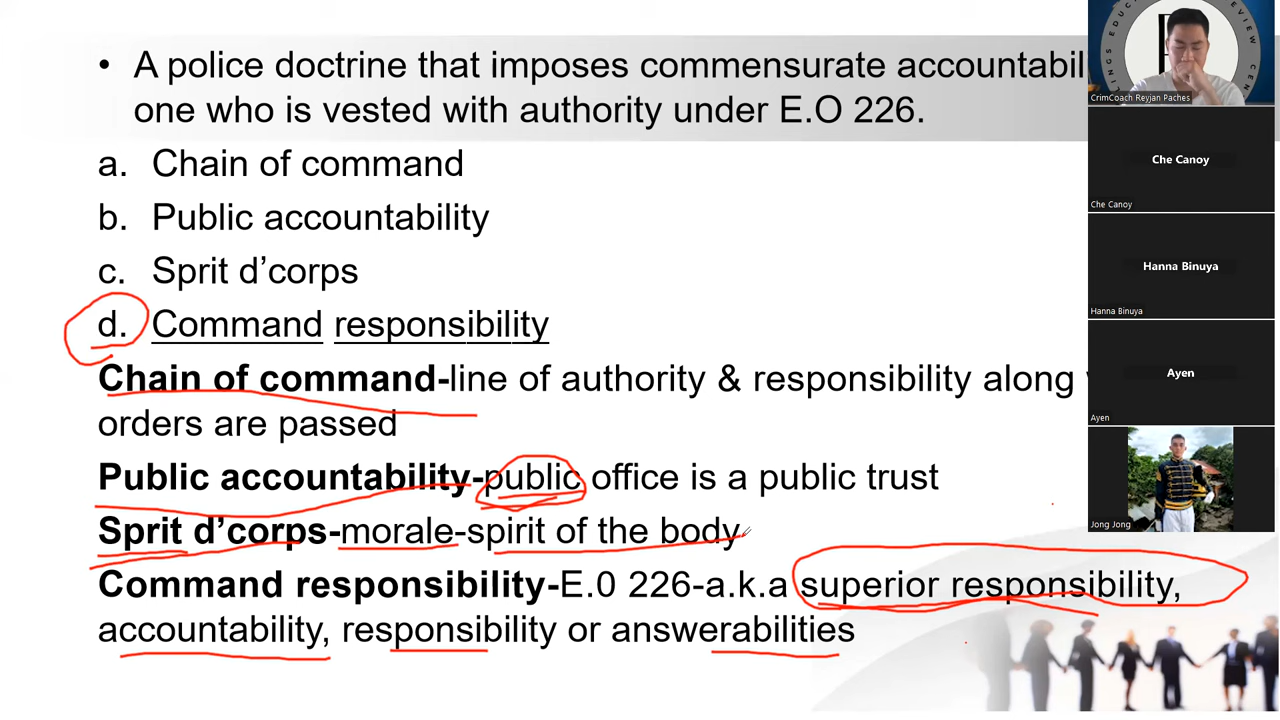 • A police doctrine that imposes commensurate accountabil
one who is vested with authority under E.O 226.
a. Chain of command
b. Public accountability
c. Sprit d’corps
d. Command responsibility
Chain of command-line of authority & responsibility along
orders are passed
Public accountability-public office is a public trust
Sprit d’corps-morale-spirit of the body
Command responsibility-E.0 226-a.k.a superior responsibility,
accountability, responsibility or answerabilities
CrimCoach Reyjan Paches
Che Canoy
Che Canoy
Hanna Binuya
Hanna Binuya
Ayen
Ayen
Jong Jong